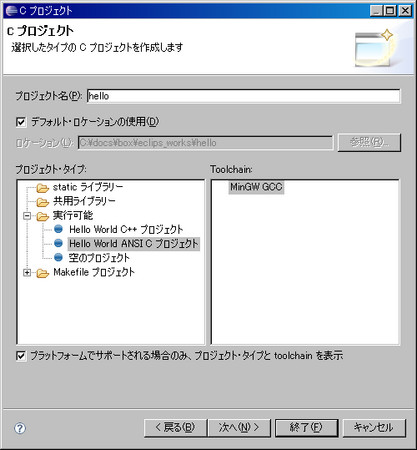 C プロジェクト
C プロジェクト
選択したタイプの C プロジェクトを作成します
プロジェクト名(P): hello
デフォルト・ロケーションの使用(D)
ロケーション(L): C:¥docs¥box¥eclips_works¥hello 参照(R)...
プロジェクト・タイプ: Toolchain:
static ライブラリー MinGW GCC
共用ライブラリー
実行可能
Hello World C++ プロジェクト
Hello World ANSI C プロジェクト
空のプロジェクト
Makefile プロジェクト
プラットフォームでサポートされる場合のみ、プロジェクト・タイプと toolchain を表示
? < 戻る(B) 次へ(N) > 終了(F) キャンセル